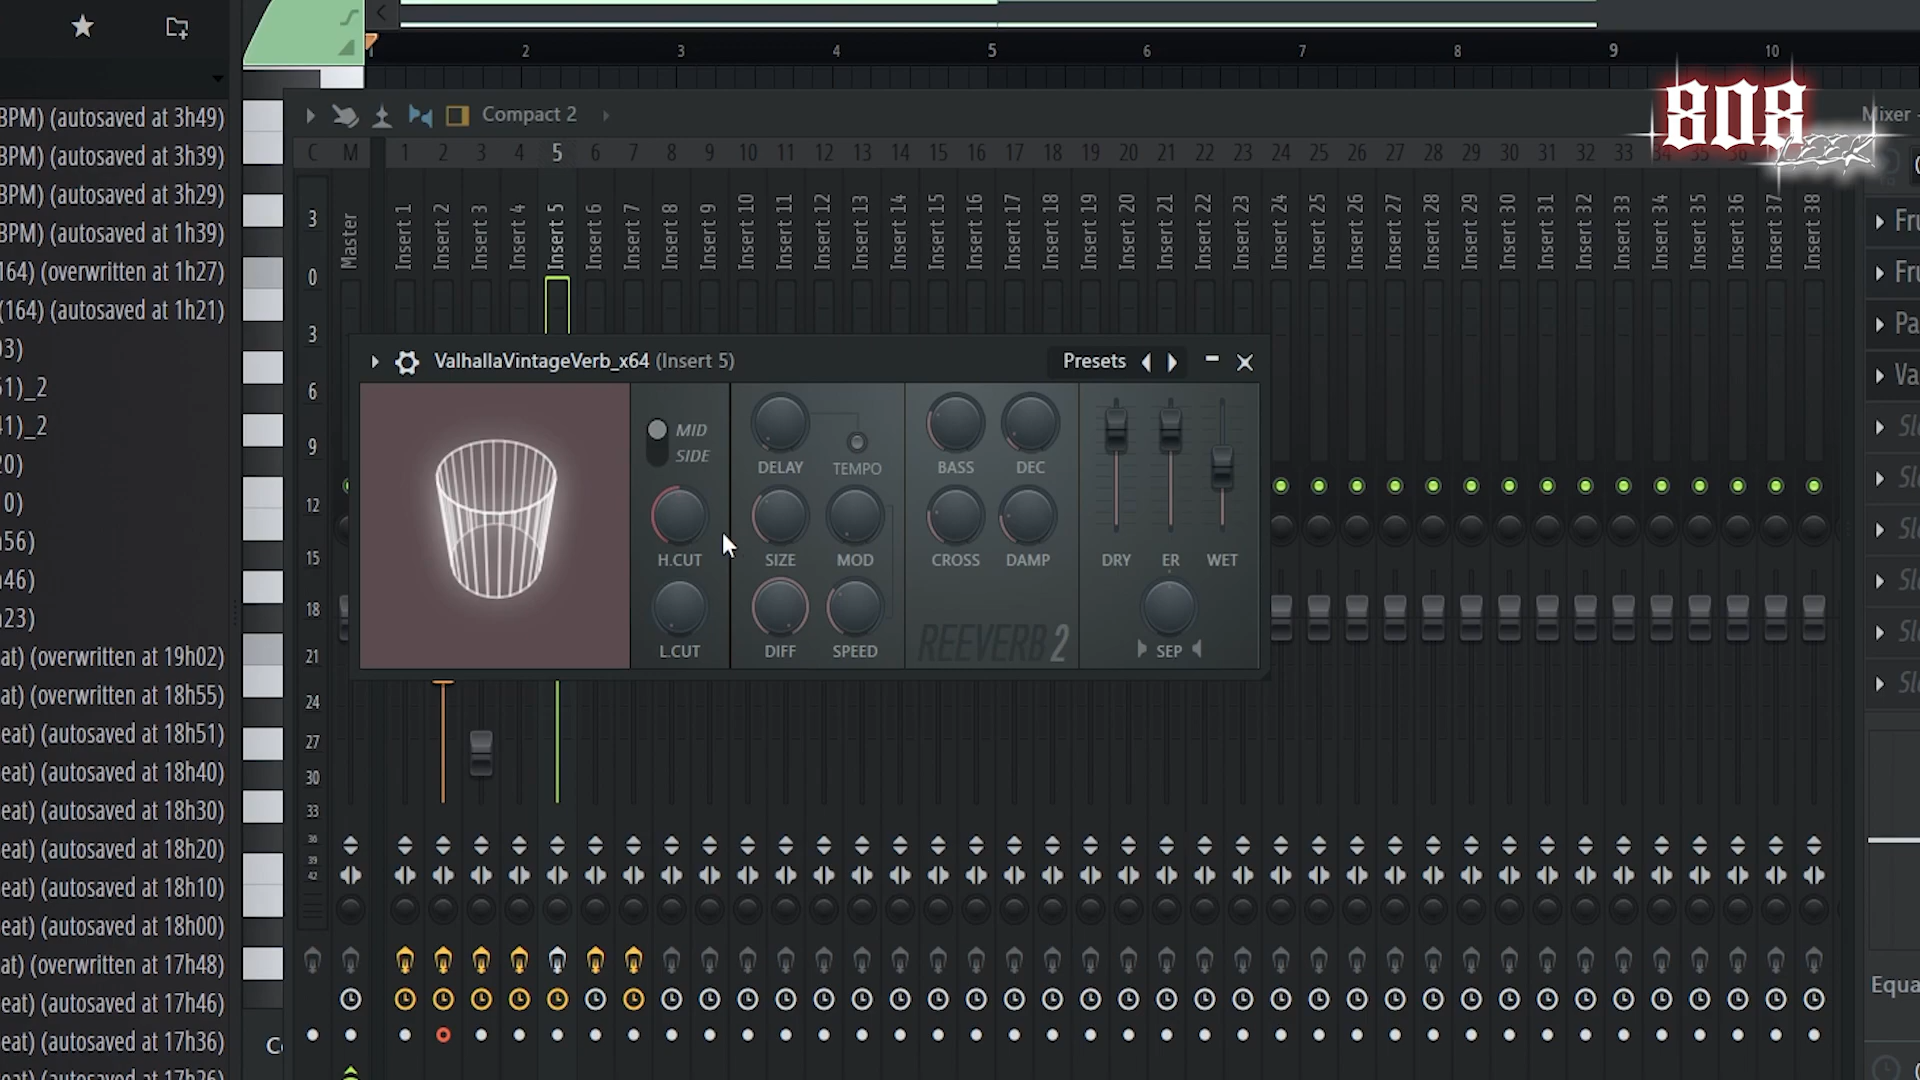 BPM) (autosaved at 3h49)
BPM) (autosaved at 3h39)
BPM) (autosaved at 3h29)
BPM) (autosaved at 1h39)
164) (overwritten at 1h27)
(164) (autosaved at 1h21)
)_2
)_2
20)
0)
56)
46)
23)
at) (overwritten at 19h02)
at) (overwritten at 18h55)
eat) (autosaved at 18h51)
eat) (autosaved at 18h40)
eat) (autosaved at 18h30)
eat) (autosaved at 18h20)
eat) (autosaved at 18h10)
eat) (autosaved at 18h00)
at) (overwritten at 17h48)
eat) (autosaved at 17h46)
eat) (autosaved at 17h36)
2 3 4 5 6 7 8 9 10
808
Compact 2
Mixer -
C M 1 2 3 4 5 6 7 8 9 10 11 12 13 14 15 16 17 18 19 20 21 22 23 24 25 26 27 28 29 30 31 32 33 34 35 36
Master Insert 1 Insert 2 Insert 3 Insert 4 Insert 5 Insert 6 Insert 7 Insert 8 Insert 9 Insert 10 Insert 11 Insert 12 Insert 13 Insert 14 Insert 15 Insert 16 Insert 17 Insert 18 Insert 19 Insert 20 Insert 21 Insert 22 Insert 23 Insert 24 Insert 25 Insert 26 Insert 27 Insert 28 Insert 29 Insert 30 Insert 31 Insert 32 Insert 33 Insert 34 Insert 35 Insert 36 Insert 37 Insert 38
3
0
3
6
9
12
15
18
21
24
27
30
33
36
39
42
ValhallaVintageVerb_x64 (Insert 5)
Presets
MID
SIDE
H.CUT
L.CUT
DELAY TEMPO
SIZE MOD
DIFF SPEED
BASS DEC
CROSS DAMP
REEVERB 2
DRY ER WET
SEP
Fru
Fru
Pa
Va
Equa